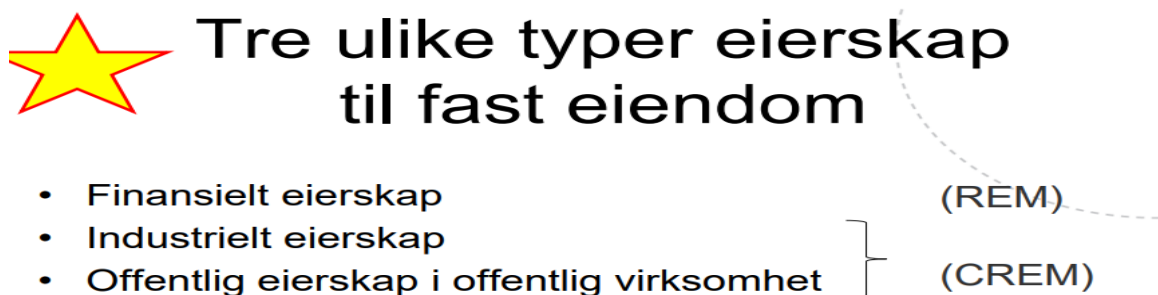 Tre ulike typer eierskap
til fast eiendom
• Finansielt eierskap (REM)
• Industrielt eierskap
• Offentlig eierskap i offentlig virksomhet (CREM)